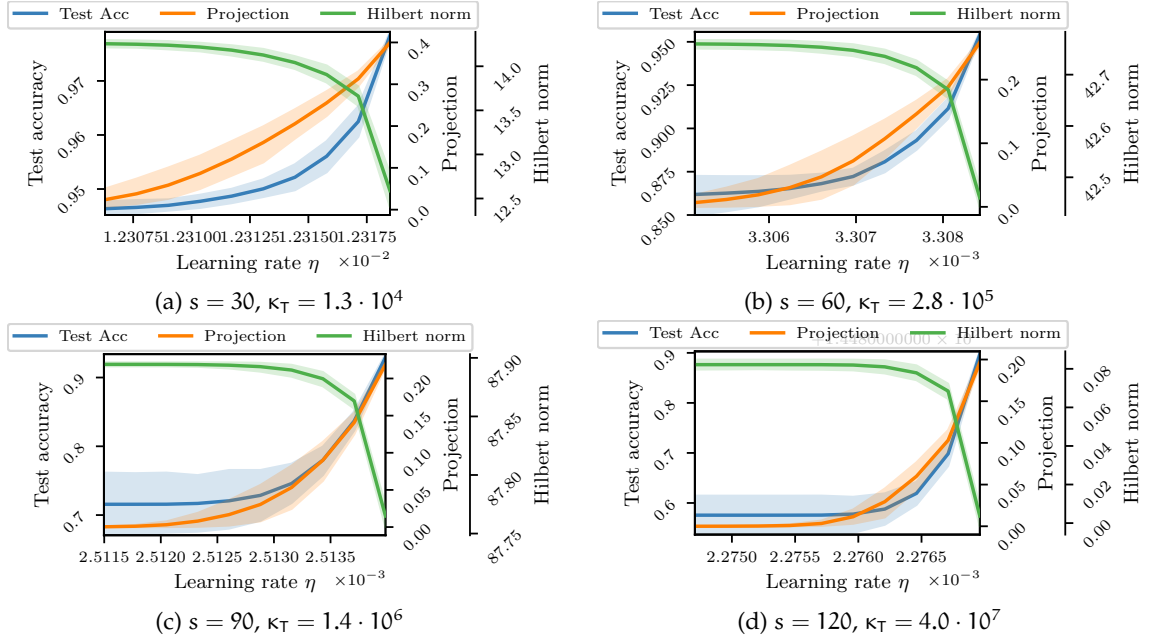 Test Acc Projection Hilbert norm
Test accuracy
0.97
0.96
0.95
0.4
0.3
0.2
0.1
0.0
Projection
14.0
13.5
13.0
12.5
Hilbert norm
1.23075 1.23100 1.23125 1.23150 1.23175
Learning rate η ×10⁻²
(a) s = 30, κ_T = 1.3 · 10⁴
Test Acc Projection Hilbert norm
Test accuracy
0.950
0.925
0.900
0.875
0.850
0.2
0.1
0.0
Projection
42.7
42.6
42.5
Hilbert norm
3.306 3.307 3.308
Learning rate η ×10⁻³
(b) s = 60, κ_T = 2.8 · 10⁵
Test Acc Projection Hilbert norm
Test accuracy
0.9
0.8
0.7
0.20
0.15
0.10
0.05
0.00
Projection
87.90
87.85
87.80
87.75
Hilbert norm
2.5115 2.5120 2.5125 2.5130 2.5135
Learning rate η ×10⁻³
(c) s = 90, κ_T = 1.4 · 10⁶
Test Acc Projection Hilbert norm
Test accuracy
0.9
0.8
0.7
0.6
0.20
0.15
0.10
0.05
0.00
Projection
0.08
0.06
0.04
0.02
0.00
Hilbert norm
2.2750 2.2755 2.2760 2.2765
Learning rate η ×10⁻³
(d) s = 120, κ_T = 4.0 · 10⁷